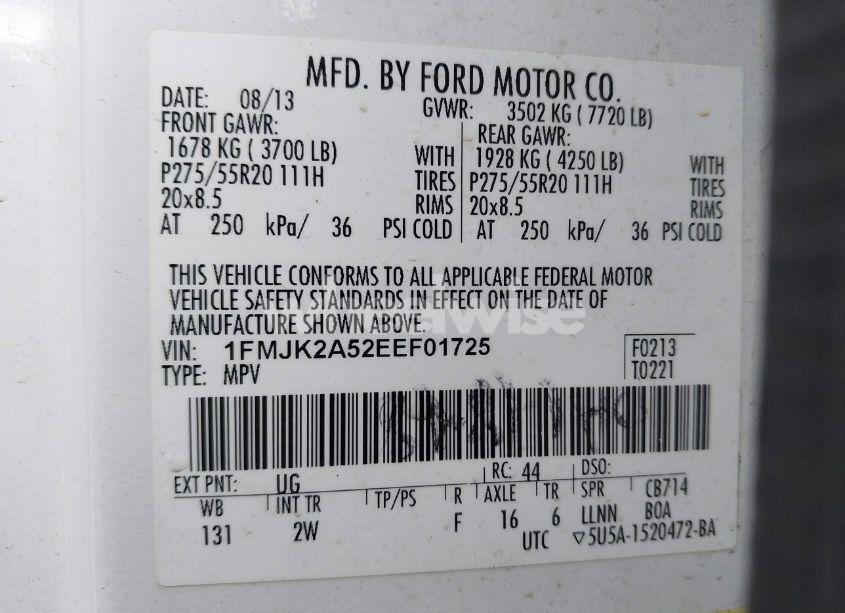 MFD. BY FORD MOTOR CO.
DATE: 08/13 GVWR: 3502 KG ( 7720 LB)
FRONT GAWR: REAR GAWR:
1678 KG ( 3700 LB) WITH 1928 KG ( 4250 LB) WITH
P275/55R20 111H TIRES P275/55R20 111H TIRES
20x8.5 RIMS 20x8.5 RIMS
AT 250 kPa/ 36 PSI COLD AT 250 kPa/ 36 PSI COLD
THIS VEHICLE CONFORMS TO ALL APPLICABLE FEDERAL MOTOR
VEHICLE SAFETY STANDARDS IN EFFECT ON THE DATE OF
MANUFACTURE SHOWN ABOVE.
VIN: 1FMJK2A52EEF01725 F0213
TYPE: MPV T0221
EXT PNT: UG RC: 44 DSO:
WB INT TR TP/PS R AXLE TR SPR CB714
131 2W F 16 6 LLNN BOA
UTC ▽5U5A-1520472-BA